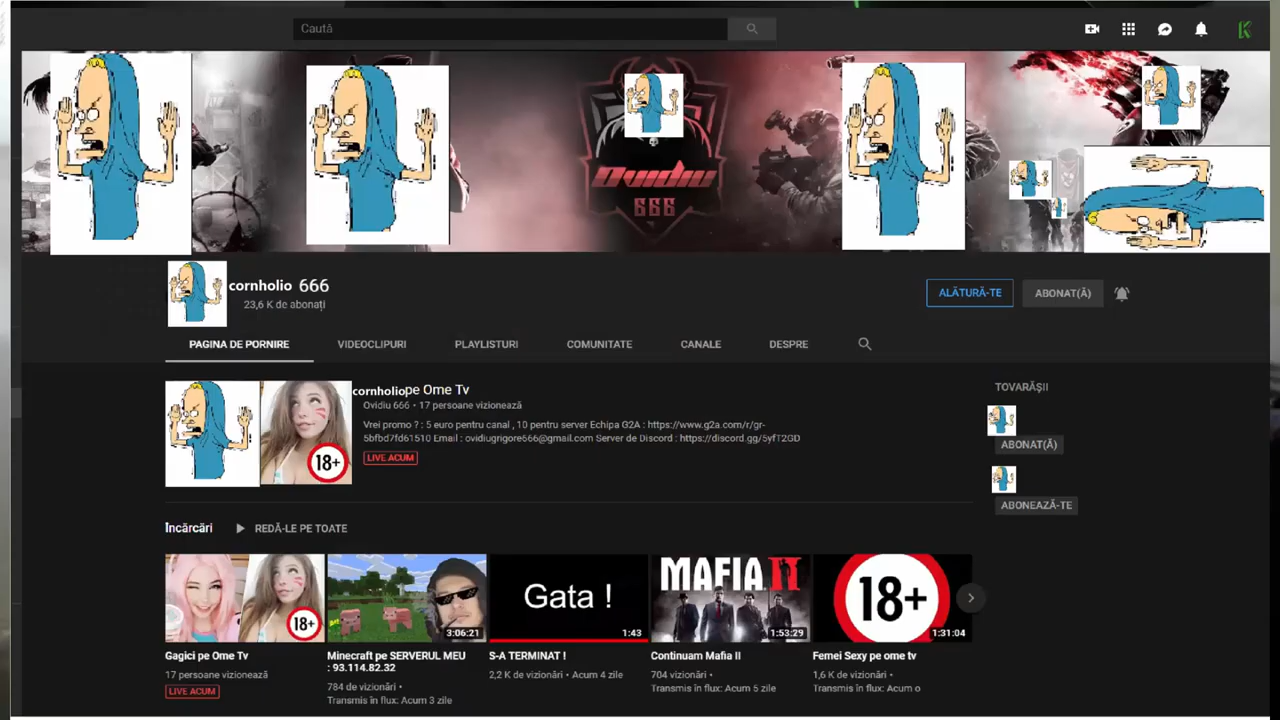 Caută
Ovidiu
666
cornholio 666
23,6 K de abonați
ALĂTURĂ-TE
ABONAT(Ă)
PAGINA DE PORNIRE
VIDEOCLIPURI
PLAYLISTURI
COMUNITATE
CANALE
DESPRE
cornholiope Ome Tv
Ovidiu 666 • 17 persoane vizionează
Vrei promo ? : 5 euro pentru canal , 10 pentru server Echipa G2A : https://www.g2a.com/r/gr-
5bfbd7fd61510 Email : ovidiugrigore666@gmail.com Server de Discord : https://discord.gg/5yfT2GD
LIVE ACUM
18+
TOVARĂȘII
ABONAT(Ă)
ABONEAZĂ-TE
Încărcări
REDĂ-LE PE TOATE
18+
3:06:21
Gata !
1:43
MAFIA II
1:53:29
18+
1:31:04
Gagici pe Ome Tv
17 persoane vizionează
LIVE ACUM
Minecraft pe SERVERUL MEU
: 93.114.82.32
784 de vizionări •
Transmis în flux: Acum 3 zile
S-A TERMINAT !
2,2 K de vizionări • Acum 4 zile
Continuam Mafia II
704 vizionări •
Transmis în flux: Acum 5 zile
Femei Sexy pe ome tv
1,6 K de vizionări •
Transmis în flux: Acum o